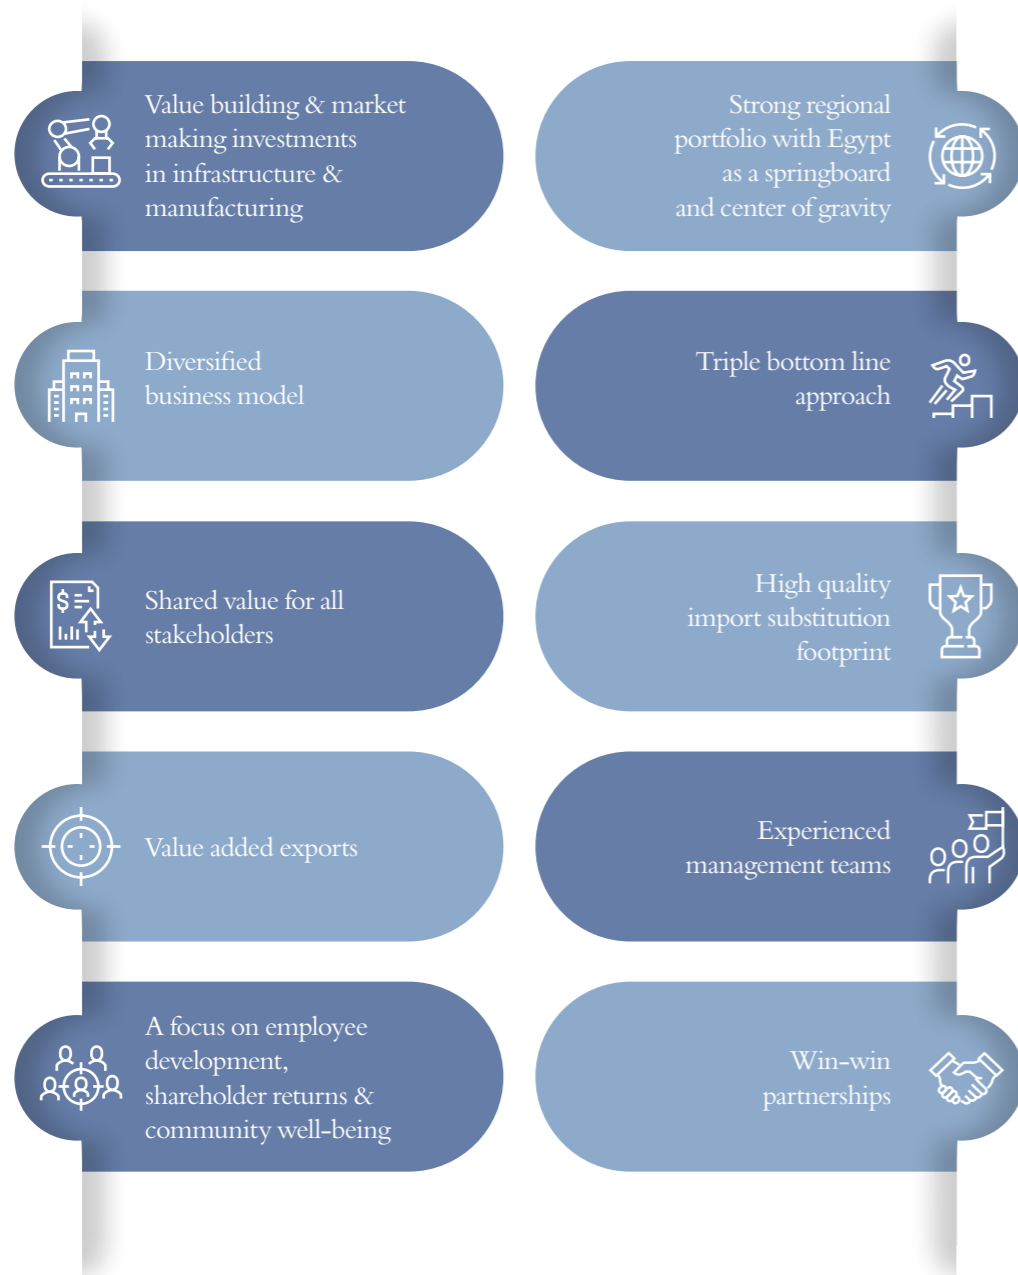 Value building & market
making investments
in infrastructure &
manufacturing
Strong regional
portfolio with Egypt
as a springboard
and center of gravity
Diversified
business model
Triple bottom line
approach
$
Shared value for all
stakeholders
High quality
import substitution
footprint
Value added exports
Experienced
management teams
A focus on employee
development,
shareholder returns &
community well-being
Win-win
partnerships